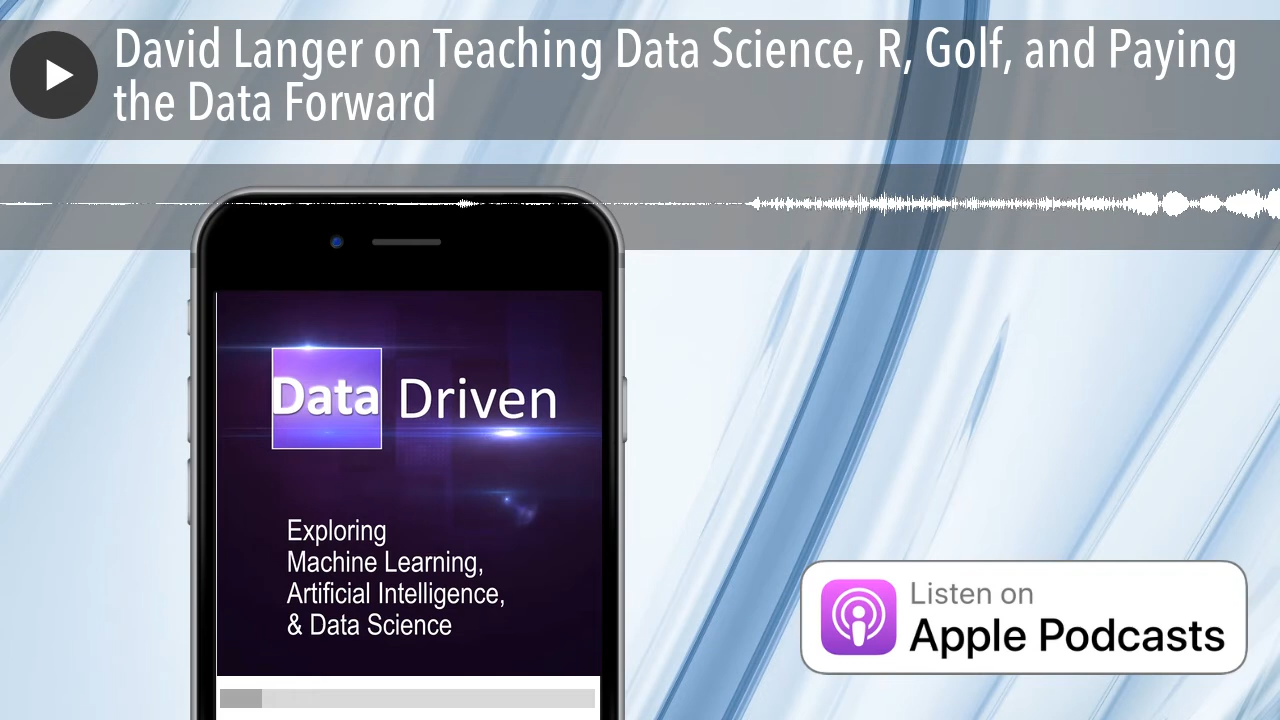 David Langer on Teaching Data Science, R, Golf, and Paying
the Data Forward
Data Driven
Exploring
Machine Learning,
Artificial Intelligence,
& Data Science
Listen on
Apple Podcasts